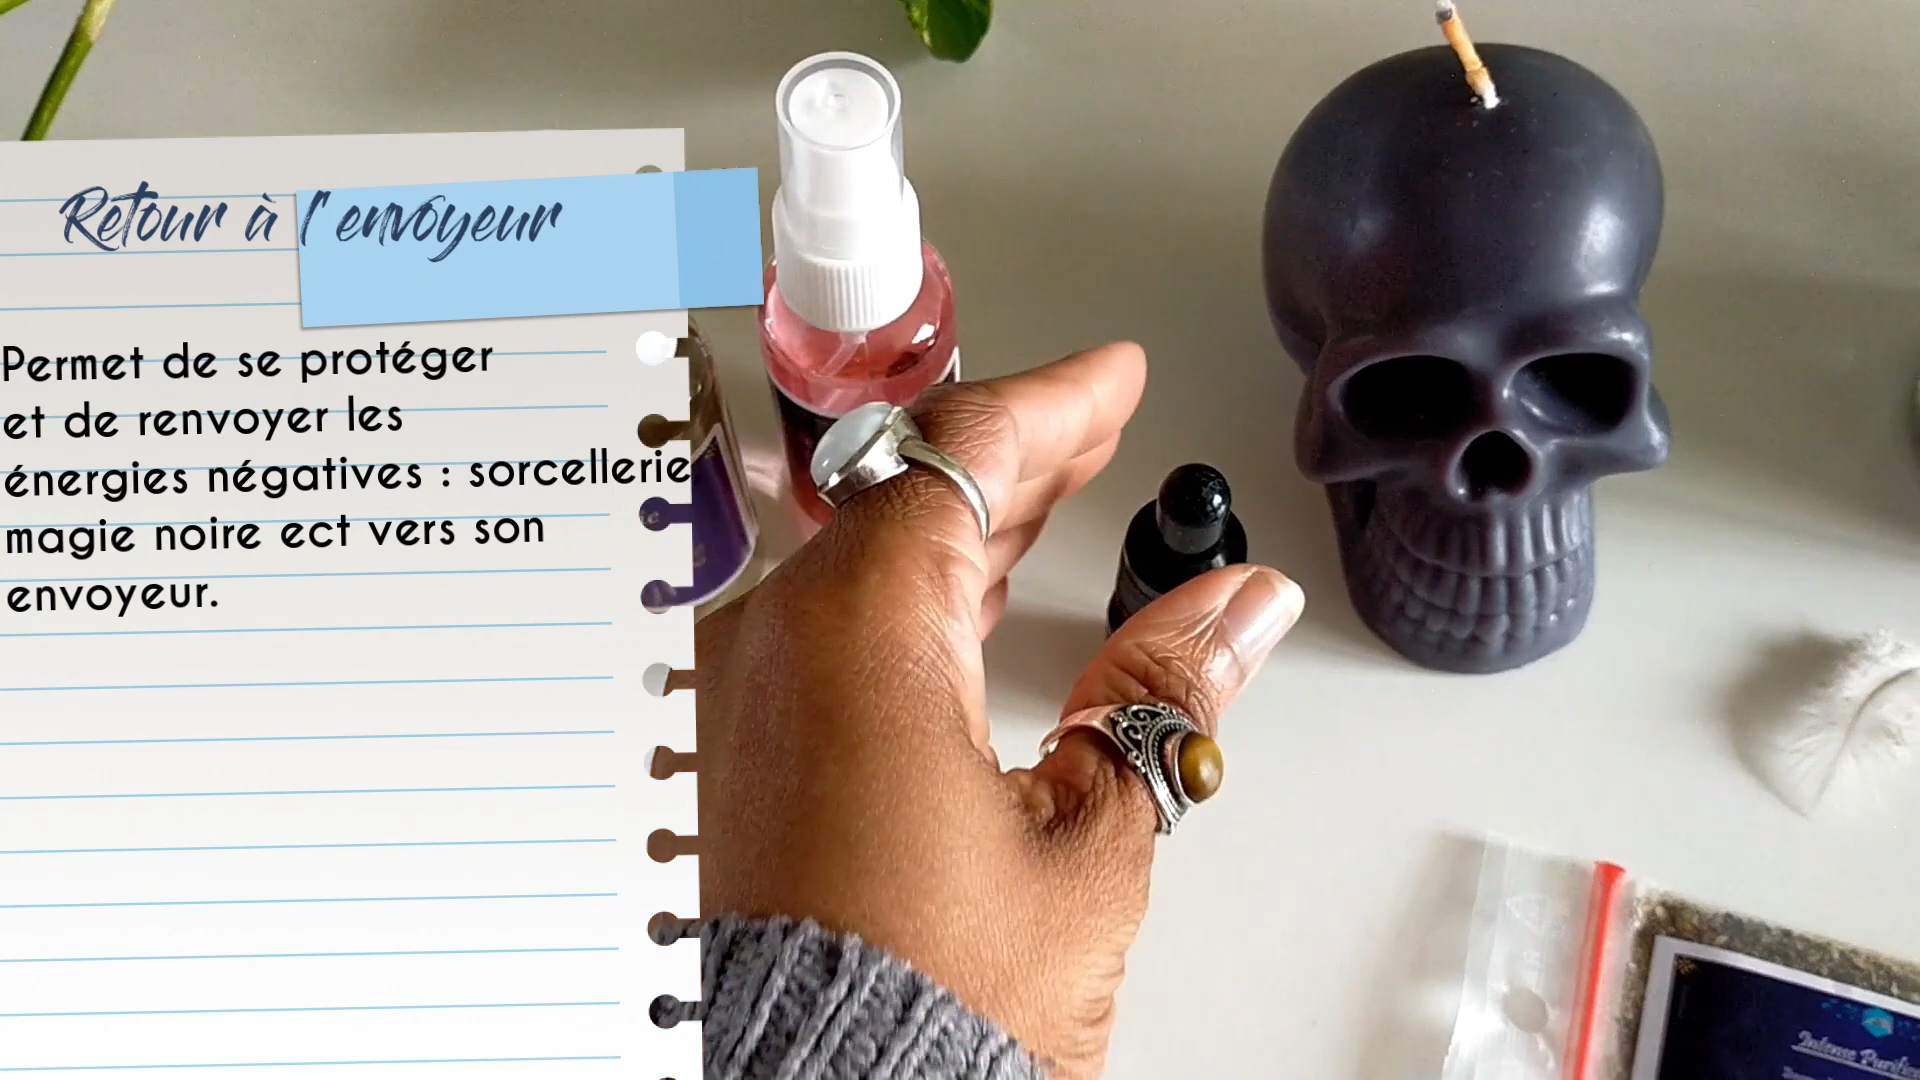 Retour à l'envoyeur
Permet de se protéger
et de renvoyer les
énergies négatives : sorcellerie
magie noire ect vers son
envoyeur.
Intense